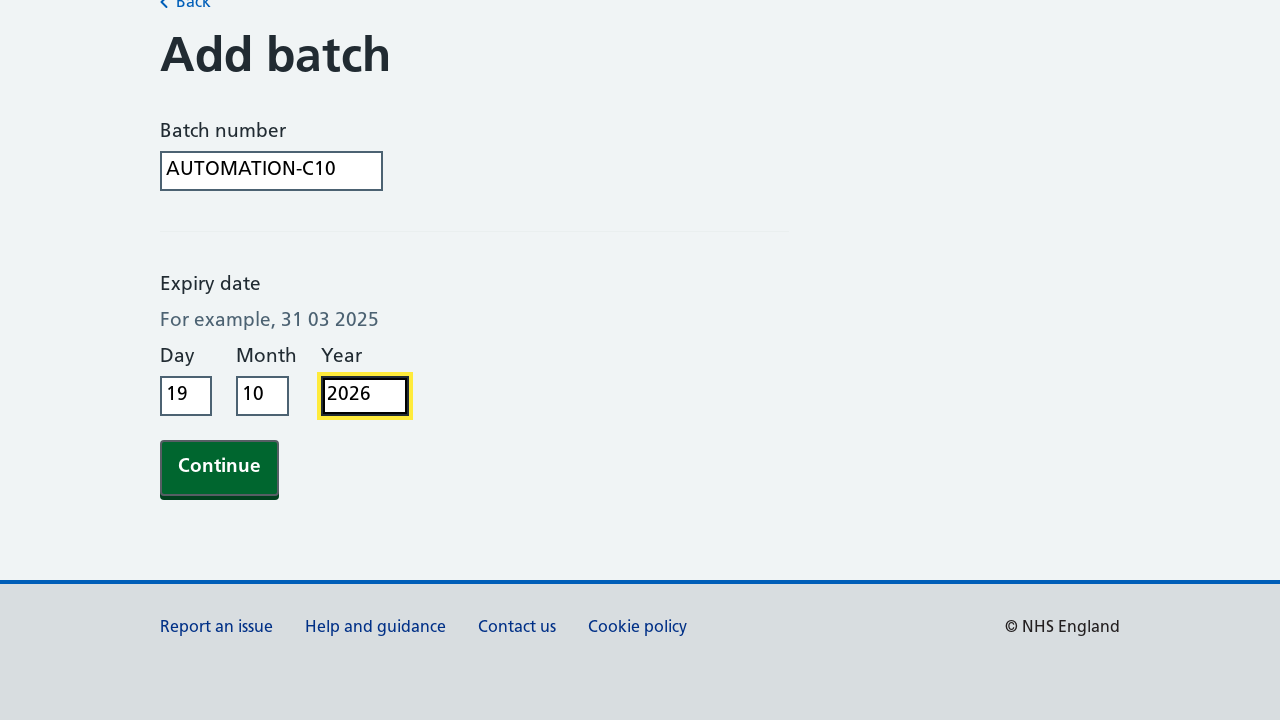 Back
Add batch
Batch number
AUTOMATION-C10
Expiry date
For example, 31 03 2025
Day Month Year
19 10 2026
Continue
Report an issue Help and guidance Contact us Cookie policy © NHS England